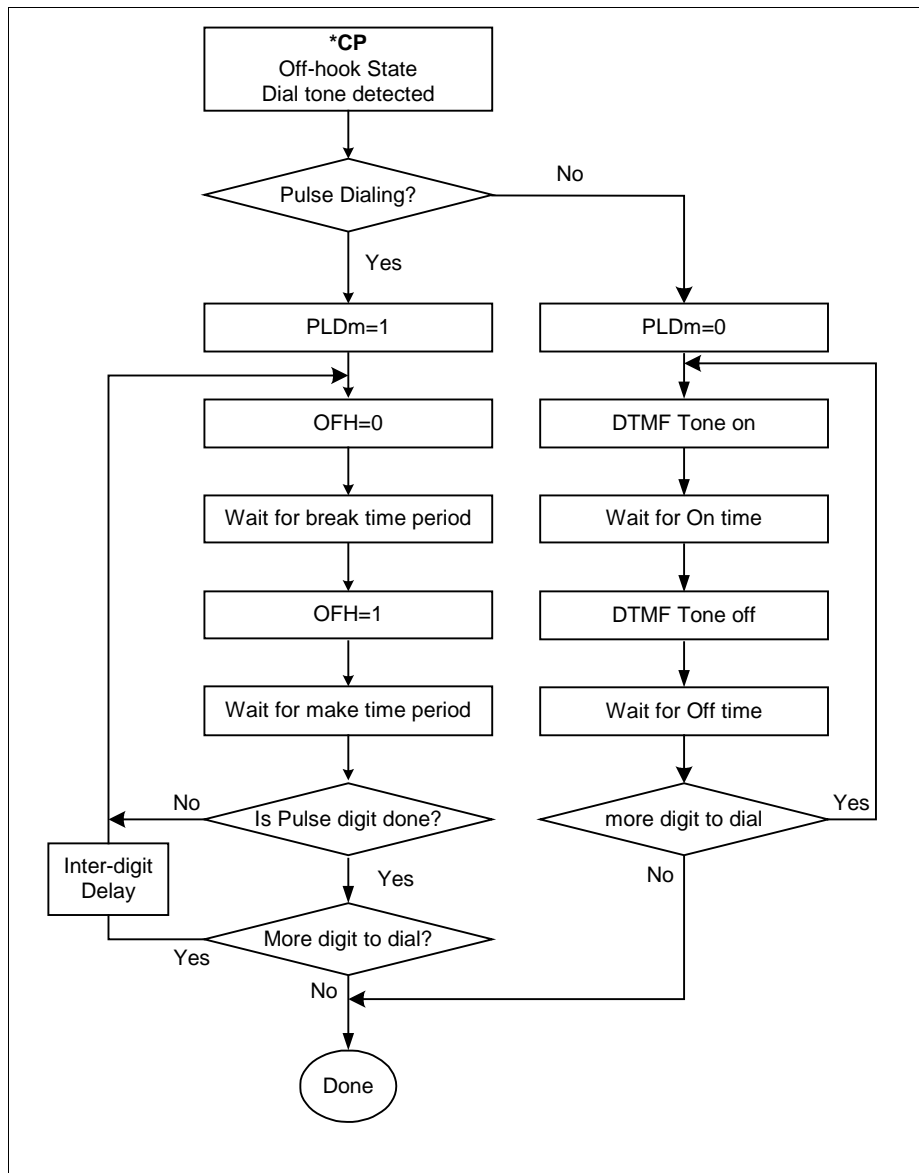 *CP
Off-hook State
Dial tone detected
Pulse Dialing?
No
Yes
PLDm=1
PLDm=0
OFH=0
DTMF Tone on
Wait for break time period
Wait for On time
OFH=1
DTMF Tone off
Wait for make time period
Wait for Off time
No
Is Pulse digit done?
more digit to dial
Yes
Inter-digit
Delay
Yes
No
More digit to dial?
Yes
No
Done